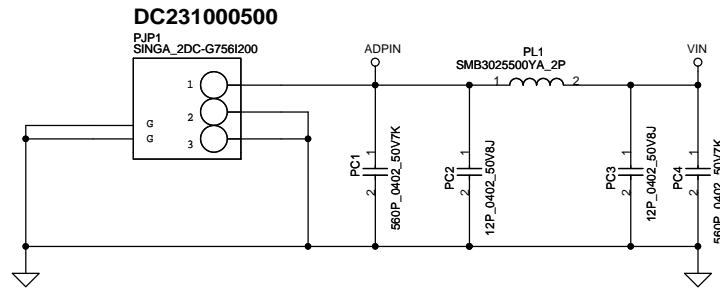 DC231000500
PJP1
SINGA_2DC-G756I200
ADPIN
PL1
SMB3025500YA_2P
VIN
1
2
3
G
G
1
2
PC1
1
2
560P_0402_50V7K
PC2
1
2
12P_0402_50V8J
PC3
1
2
12P_0402_50V8J
PC4
1
2
560P_0402_50V7K